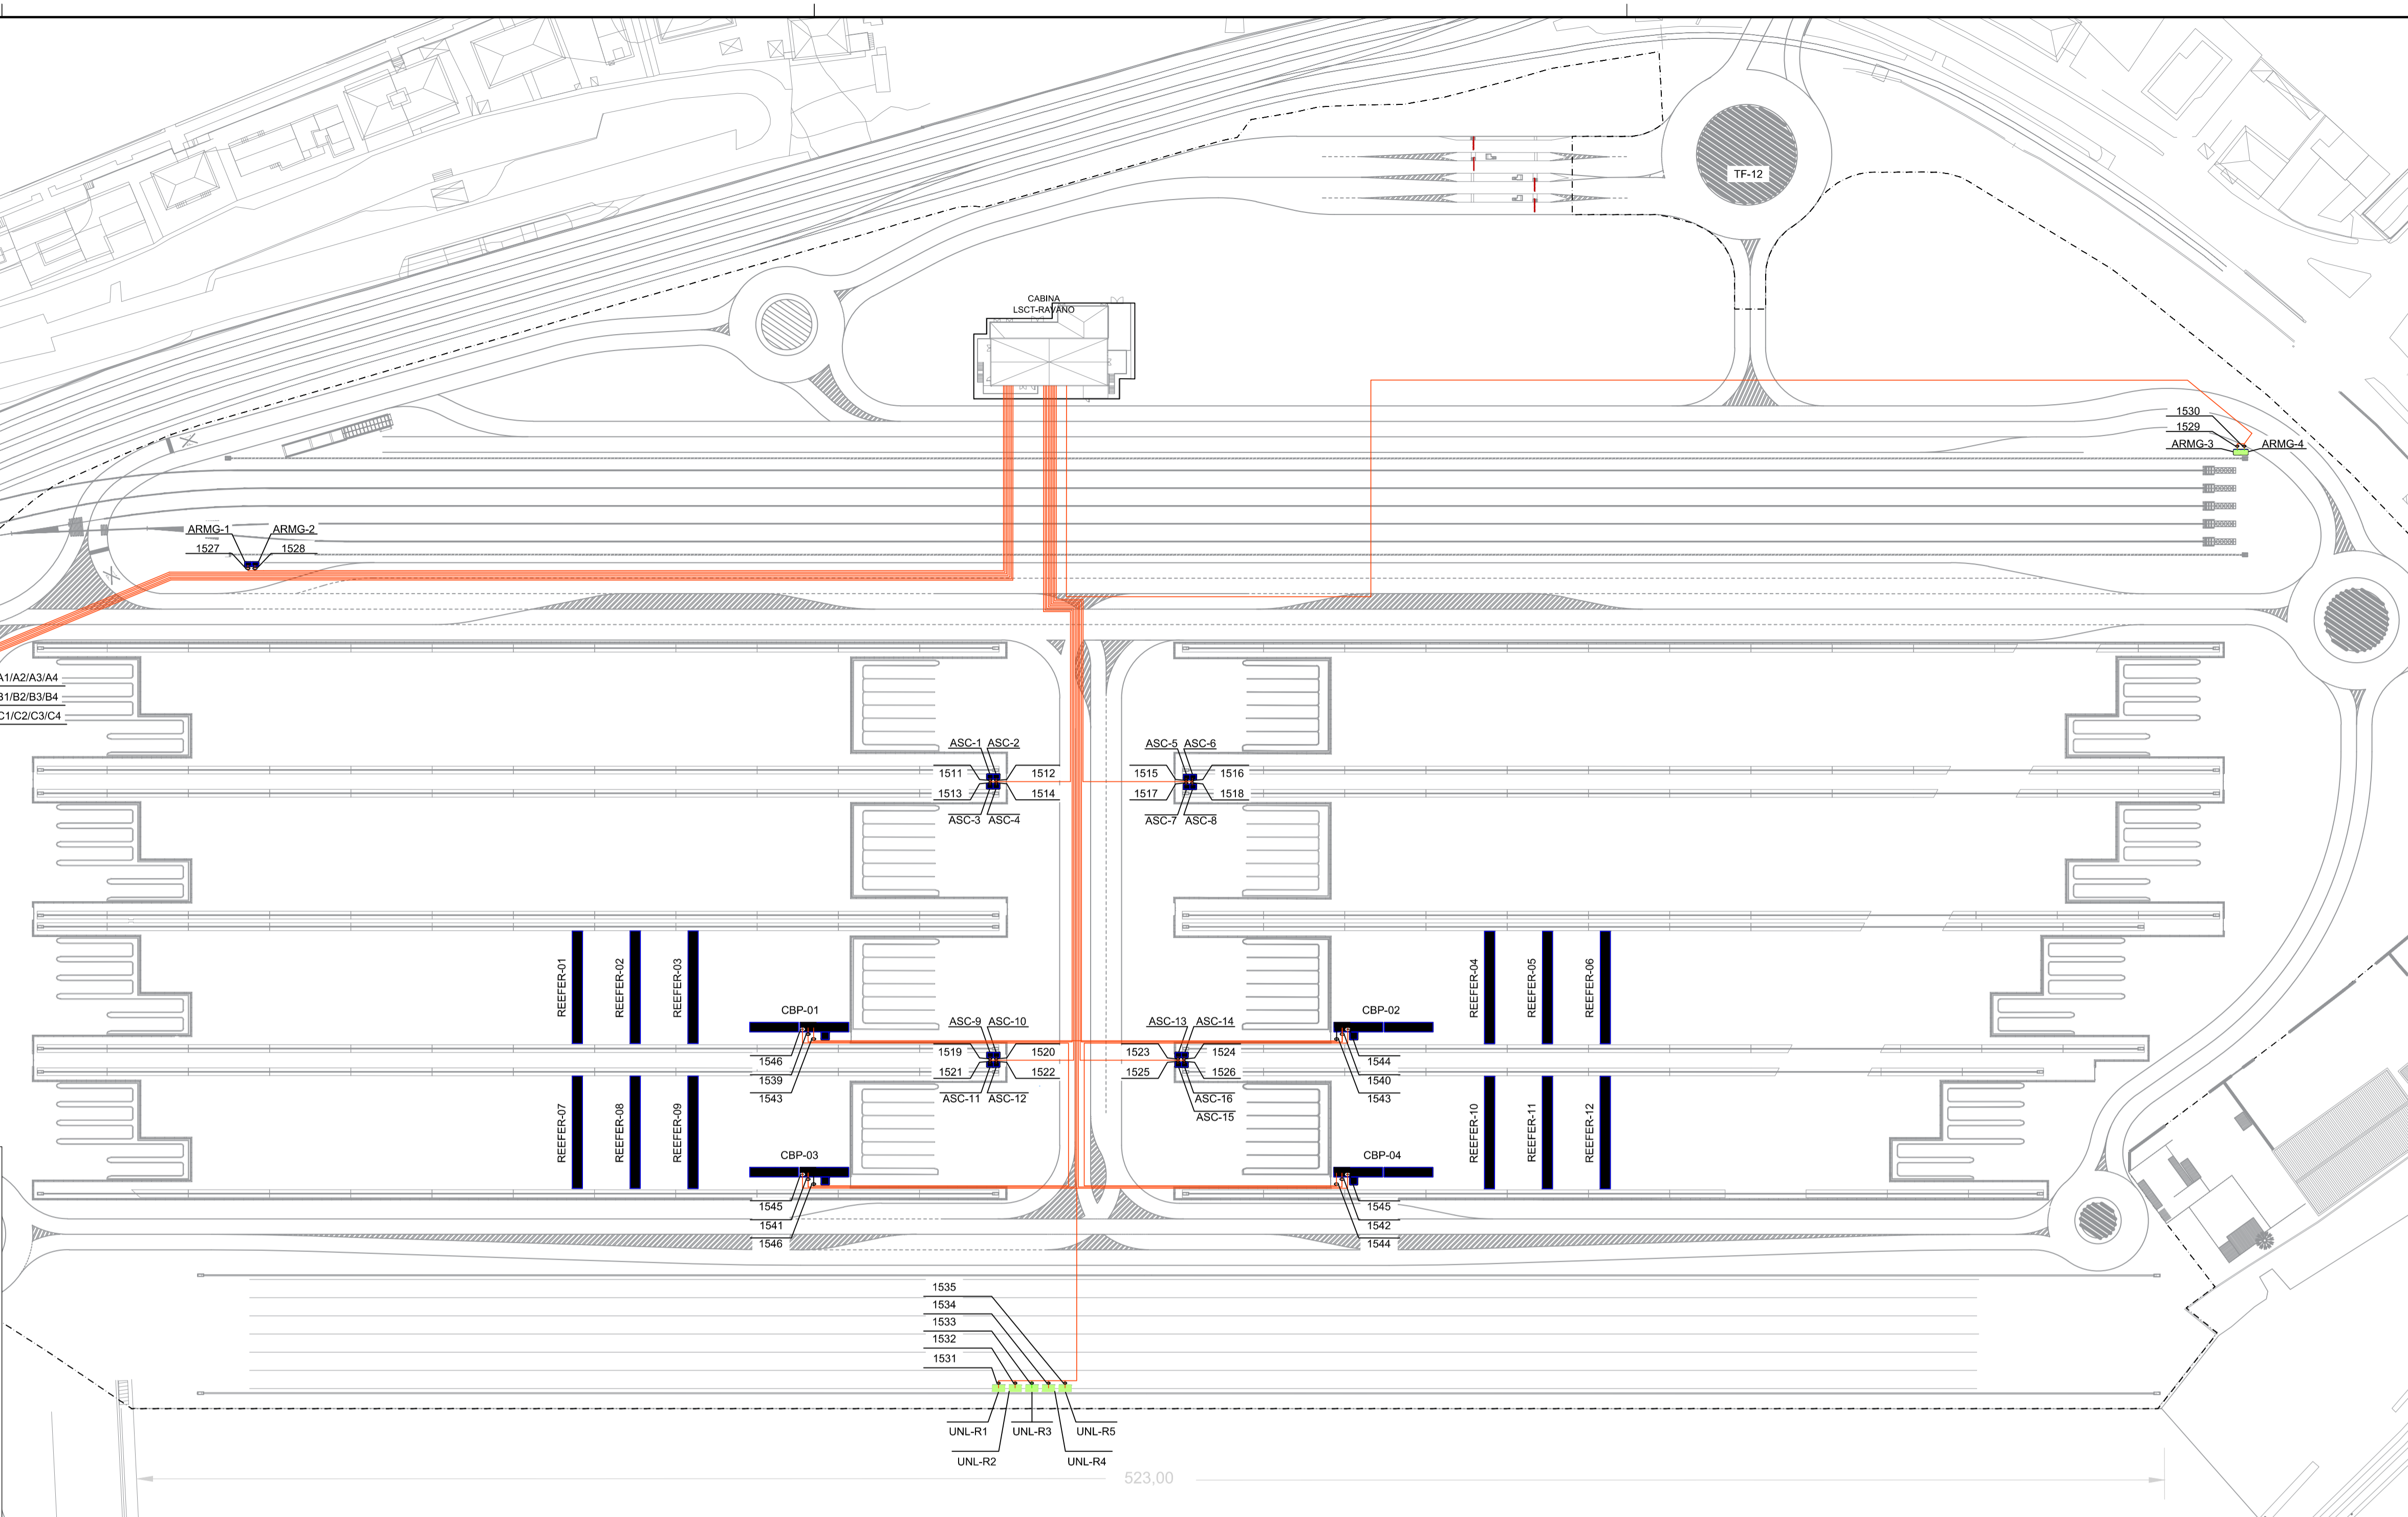 TF-12
CABINA
LSCT-RAVANO
1530
1529
ARMG-3
ARMG-4
ARMG-1
ARMG-2
1527
1528
A1/A2/A3/A4
B1/B2/B3/B4
C1/C2/C3/C4
ASC-1
ASC-2
1511
1512
1513
1514
ASC-3
ASC-4
ASC-5
ASC-6
1515
1516
1517
1518
ASC-7
ASC-8
REEFER-01
REEFER-02
REEFER-03
REEFER-04
REEFER-05
REEFER-06
CBP-01
1546
1539
1543
ASC-9
ASC-10
1519
1520
1521
1522
ASC-11
ASC-12
ASC-13
ASC-14
1523
1524
1525
1526
ASC-16
ASC-15
CBP-02
1544
1540
1543
REEFER-07
REEFER-08
REEFER-09
REEFER-10
REEFER-11
REEFER-12
CBP-03
1545
1541
1546
CBP-04
1545
1542
1544
1535
1534
1533
1532
1531
UNL-R1
UNL-R3
UNL-R5
UNL-R2
UNL-R4
523,00